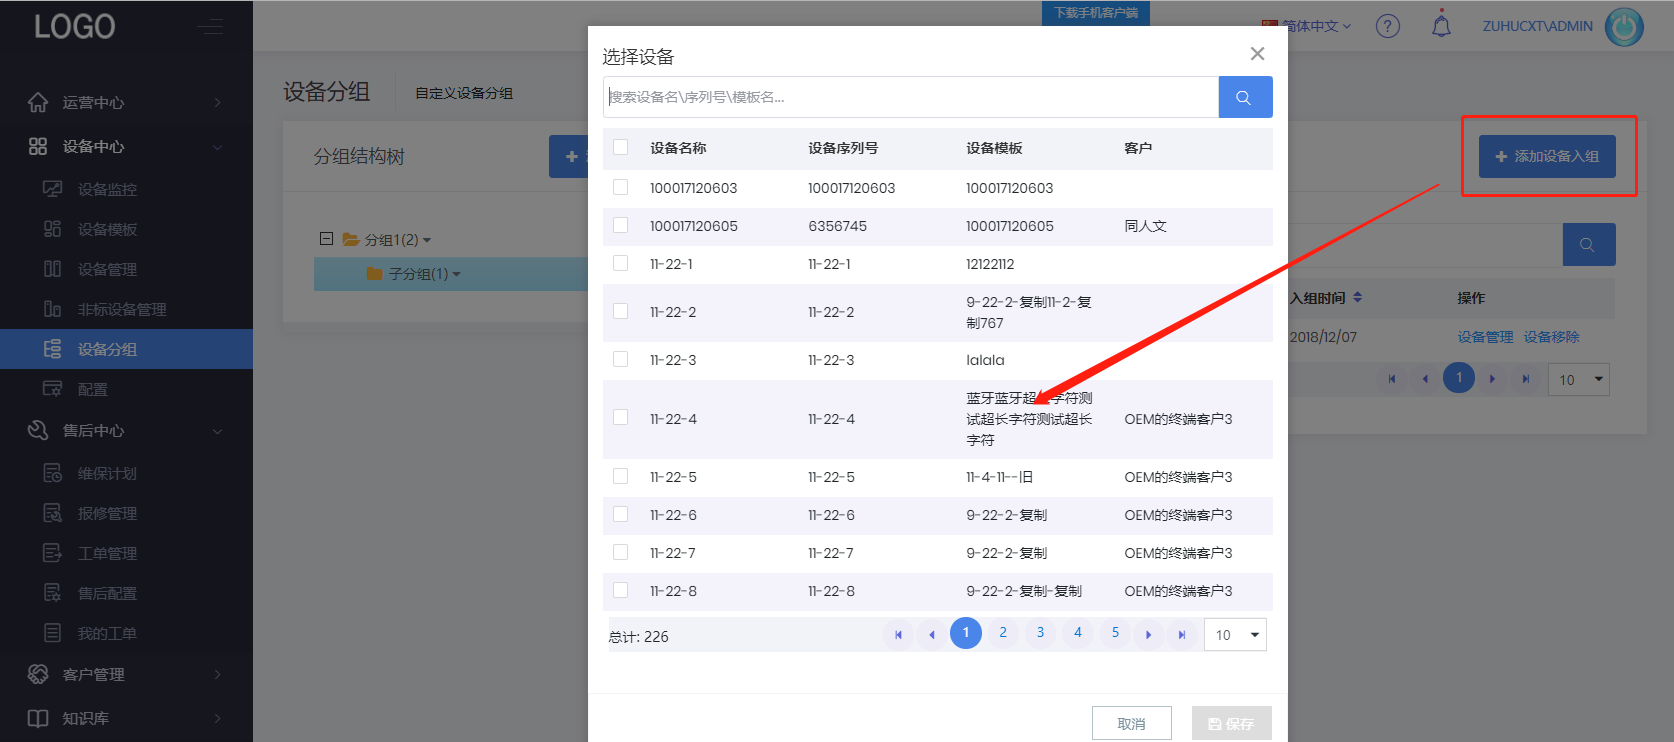 LOGO
下载手机客户端
简体中文
ZUHUCXT\ADMIN
运营中心
设备中心
设备监控
设备模板
设备管理
非标设备管理
设备分组
配置
售后中心
维保计划
报修管理
工单管理
售后配置
我的工单
客户管理
知识库
设备分组
自定义设备分组
分组结构树
分组1(2)
子分组(1)
添加设备入组
入组时间
操作
2018/12/07
设备管理 设备移除
1
10
选择设备
搜索设备名\序列号\模板名...
设备名称 设备序列号 设备模板 客户
100017120603 100017120603 100017120603
100017120605 6356745 100017120605 同人文
11-22-1 11-22-1 12122112
11-22-2 11-22-2 9-22-2-复制11-2-复
制767
11-22-3 11-22-3 lalala
11-22-4 11-22-4 蓝牙蓝牙超长字符测
试超长字符测试超长
字符
OEM的终端客户3
11-22-5 11-22-5 11-4-11--旧 OEM的终端客户3
11-22-6 11-22-6 9-22-2-复制 OEM的终端客户3
11-22-7 11-22-7 9-22-2-复制 OEM的终端客户3
11-22-8 11-22-8 9-22-2-复制-复制 OEM的终端客户3
总计: 226
1 2 3 4 5
10
取消
保存